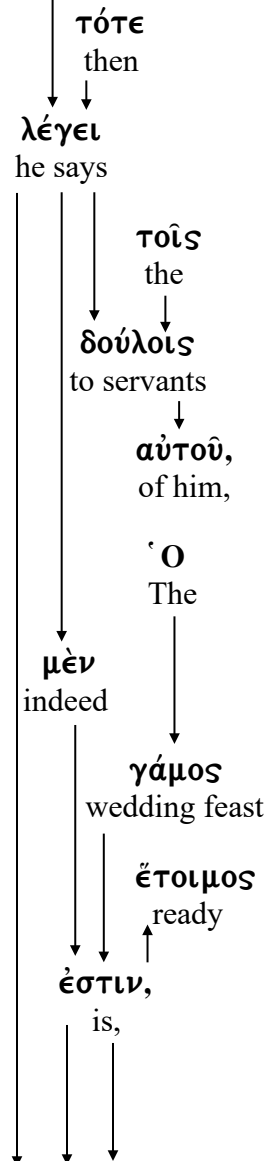 τότε
then
λέγει
he says
τοῖς
the
δούλοις
to servants
αὐτοῦ,
of him,
Ὁ
The
μὲν
indeed
γάμος
wedding feast
ἕτοιμος
ready
ἐστιν,
is,